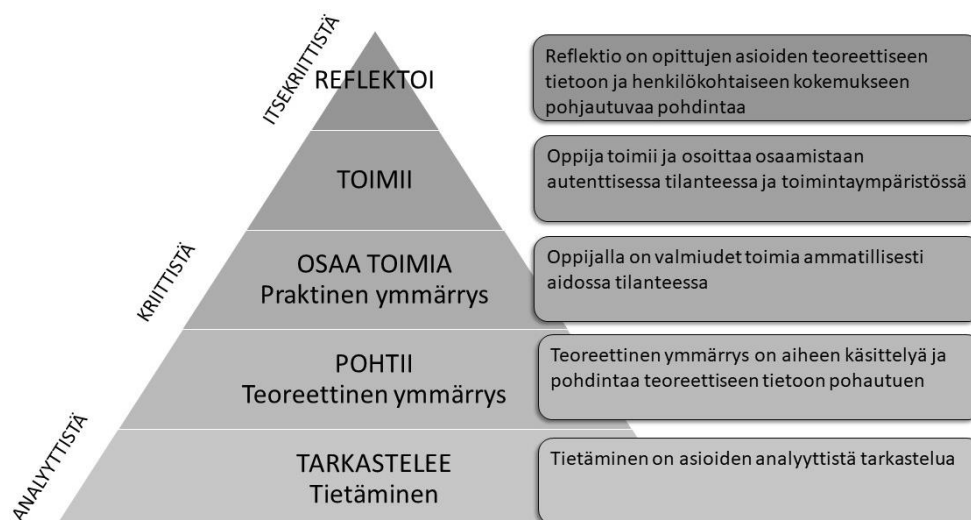 ITSEKRIITTISTÄ
REFLEKTOI
Reflektio on opittujen asioiden teoreettiseen
tietoon ja henkilökohtaiseen kokemukseen
pohjautuvaa pohdintaa
TOIMII
Oppija toimii ja osoittaa osaamistaan
autenttisessa tilanteessa ja toimintaympäristössä
KRIITTISTÄ
OSAA TOIMIA
Praktinen ymmärrys
Oppijalla on valmiudet toimia ammatillisesti
aidossa tilanteessa
POHTII
Teoreettinen ymmärrys
Teoreettinen ymmärrys on aiheen käsittelyä ja
pohdintaa teoreettiseen tietoon pohautuen
ANALYYTTISTÄ
TARKASTELEE
Tietäminen
Tietäminen on asioiden analyyttistä tarkastelua